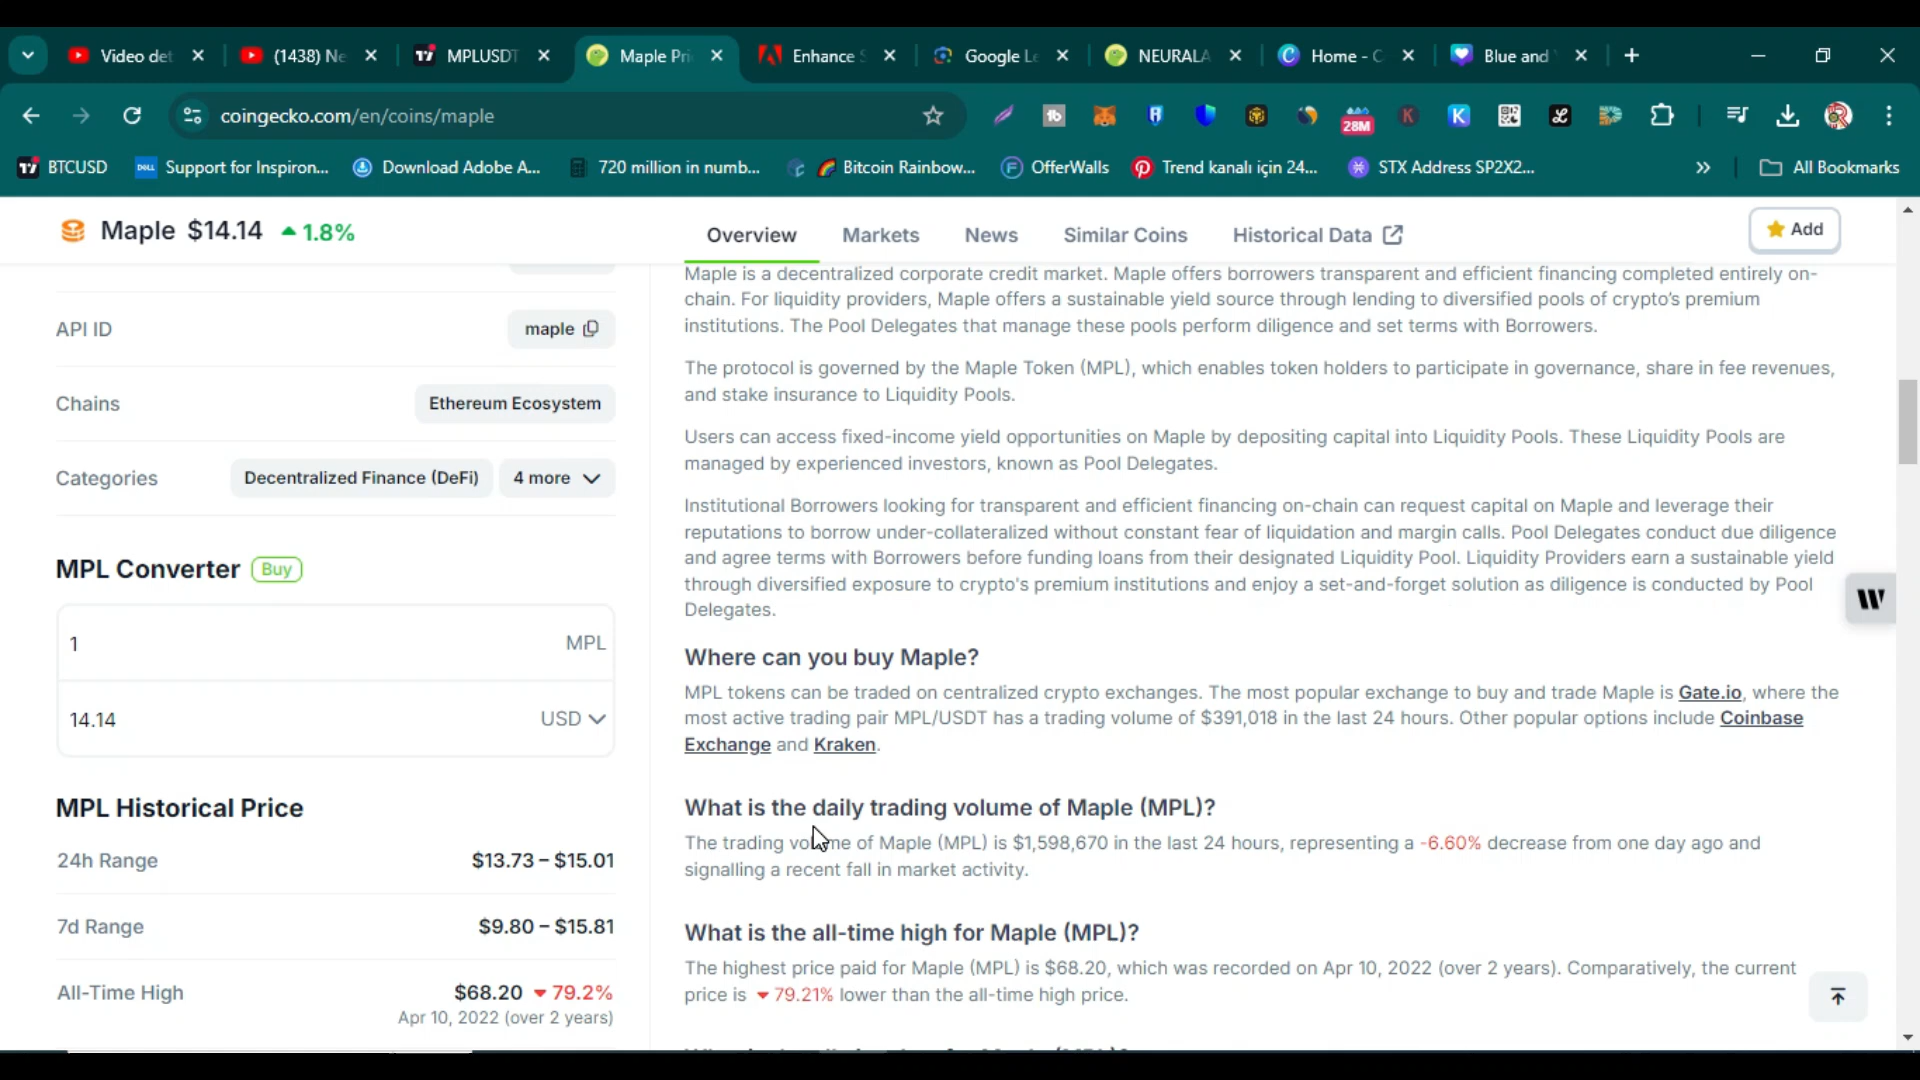 Video det
(1438) Ne
MPLUSDT
Maple Pri
Enhance S
Google Le
NEURALA
Home - C
Blue and
coingecko.com/en/coins/maple
28M
BTCUSD
Support for Inspiron...
Download Adobe A...
720 million in numb...
Bitcoin Rainbow...
OfferWalls
Trend kanalı için 24...
STX Address SP2X2...
All Bookmarks
Maple $14.14 1.8%
Overview
Markets
News
Similar Coins
Historical Data
Add
API ID
maple
Chains
Ethereum Ecosystem
Categories
Decentralized Finance (DeFi)
4 more
MPL Converter Buy
1 MPL
14.14 USD
MPL Historical Price
24h Range $13.73 – $15.01
7d Range $9.80 – $15.81
All-Time High $68.20 79.2%
Apr 10, 2022 (over 2 years)
Maple is a decentralized corporate credit market. Maple offers borrowers transparent and efficient financing completed entirely on-
chain. For liquidity providers, Maple offers a sustainable yield source through lending to diversified pools of crypto's premium
institutions. The Pool Delegates that manage these pools perform diligence and set terms with Borrowers.
The protocol is governed by the Maple Token (MPL), which enables token holders to participate in governance, share in fee revenues,
and stake insurance to Liquidity Pools.
Users can access fixed-income yield opportunities on Maple by depositing capital into Liquidity Pools. These Liquidity Pools are
managed by experienced investors, known as Pool Delegates.
Institutional Borrowers looking for transparent and efficient financing on-chain can request capital on Maple and leverage their
reputations to borrow under-collateralized without constant fear of liquidation and margin calls. Pool Delegates conduct due diligence
and agree terms with Borrowers before funding loans from their designated Liquidity Pool. Liquidity Providers earn a sustainable yield
through diversified exposure to crypto's premium institutions and enjoy a set-and-forget solution as diligence is conducted by Pool
Delegates.
Where can you buy Maple?
MPL tokens can be traded on centralized crypto exchanges. The most popular exchange to buy and trade Maple is Gate.io, where the
most active trading pair MPL/USDT has a trading volume of $391,018 in the last 24 hours. Other popular options include Coinbase
Exchange and Kraken.
What is the daily trading volume of Maple (MPL)?
The trading volume of Maple (MPL) is $1,598,670 in the last 24 hours, representing a -6.60% decrease from one day ago and
signalling a recent fall in market activity.
What is the all-time high for Maple (MPL)?
The highest price paid for Maple (MPL) is $68.20, which was recorded on Apr 10, 2022 (over 2 years). Comparatively, the current
price is 79.21% lower than the all-time high price.